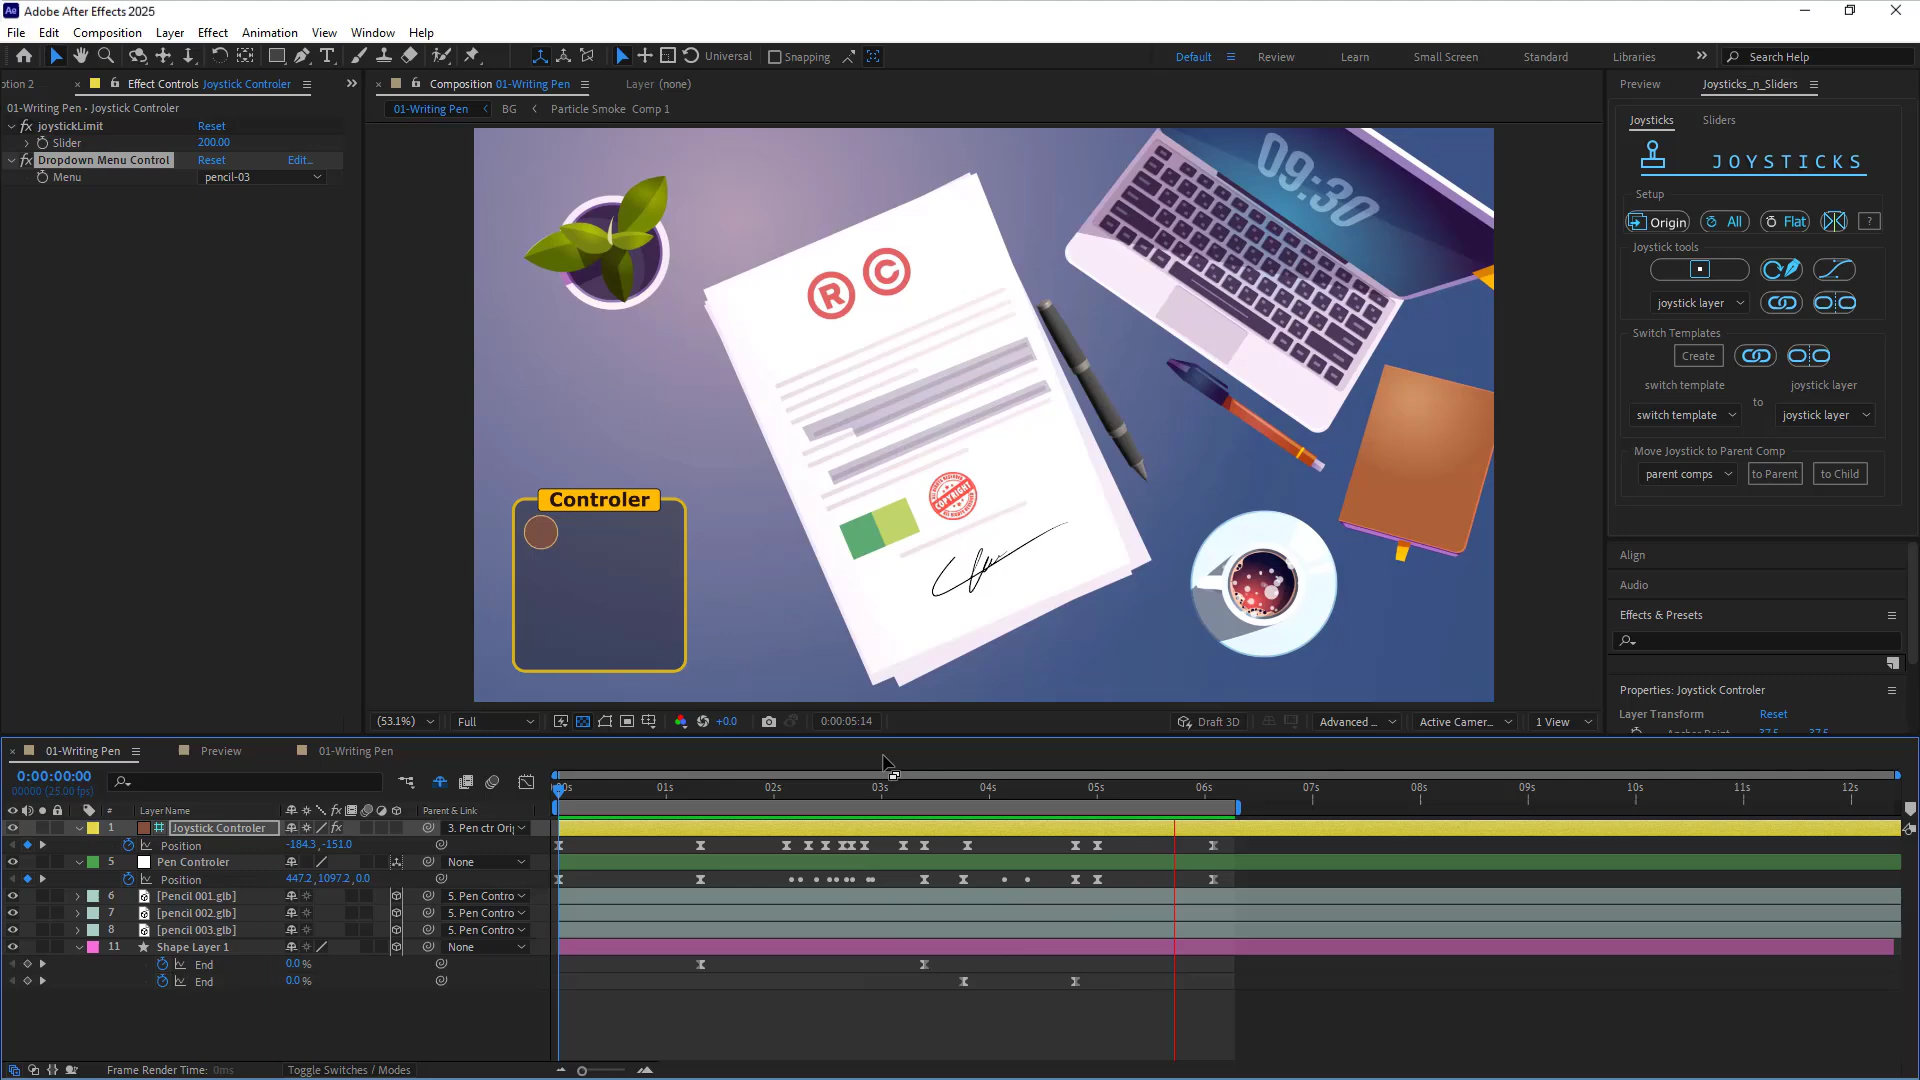 Adobe After Effects 2025
File Edit Composition Layer Effect Animation View Window Help
Universal Snapping Default Review Learn Small Screen Standard Libraries Search Help
ption 2 Effect Controls Joystick Controler
Composition 01-Writing Pen Layer (none)
Preview Joysticks_n_Sliders
01-Writing Pen • Joystick Controler
01-Writing Pen BG Particle Smoke Comp 1
joystickLimit Reset
Slider 200.00
Dropdown Menu Control Reset Edit...
Menu pencil-03
Joysticks Sliders
JOYSTICKS
Setup
Origin All Flat ?
Joystick tools
joystick layer
Switch Templates
Create
switch template joystick layer
to
switch template joystick layer
Move Joystick to Parent Comp
parent comps to Parent to Child
Align
Audio
Effects & Presets
Properties: Joystick Controler
Layer Transform Reset
09:30
R C
COPYRIGHT
Controler
(53.1%) Full +0.0 0:00:05:14 Draft 3D Advanced ... Active Camer... 1 View
01-Writing Pen Preview 01-Writing Pen
0:00:00:00
00000 (25.00 fps)
00s 01s 02s 03s 04s 05s 06s 07s 08s 09s 10s 11s 12s
# Layer Name Parent & Link
1 Joystick Controler 3. Pen ctr Ori
Position -184.3, -151.0
5 Pen Controler None
Position 447.2, 1097.2, 0.0
6 [Pencil 001.glb] 5. Pen Contro
7 [pencil 002.glb] 5. Pen Contro
8 [pencil 003.glb] 5. Pen Contro
11 Shape Layer 1 None
End 0.0 %
End 0.0 %
Frame Render Time: 0ms Toggle Switches / Modes